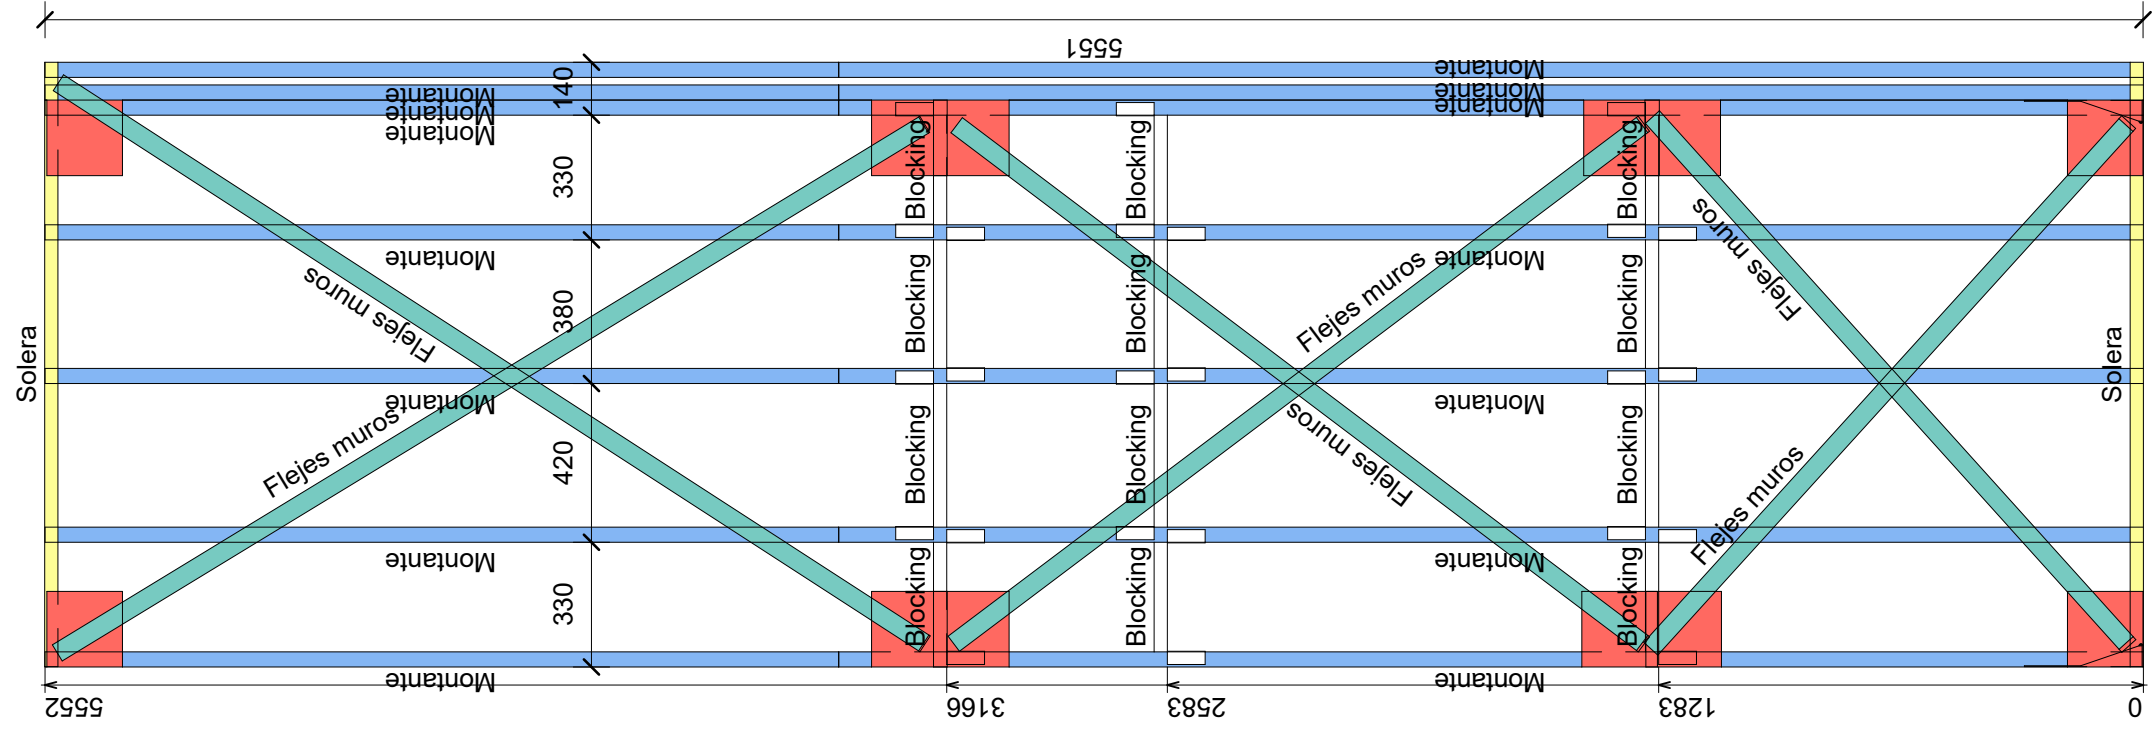 5551
Montante
Montante
Montante
Montante
Montante
Montante
140
Blocking
Blocking
Blocking
330
Flejes muros
Montante
Montante
Flejes muros
Blocking
Blocking
Blocking
Flejes muros
380
Solera
Solera
Montante
Montante
Flejes muros
Blocking
Blocking
Blocking
Flejes muros
420
Flejes muros
Montante
Montante
Blocking
Blocking
Blocking
330
Montante
Montante
5552
3166
2583
1283
0